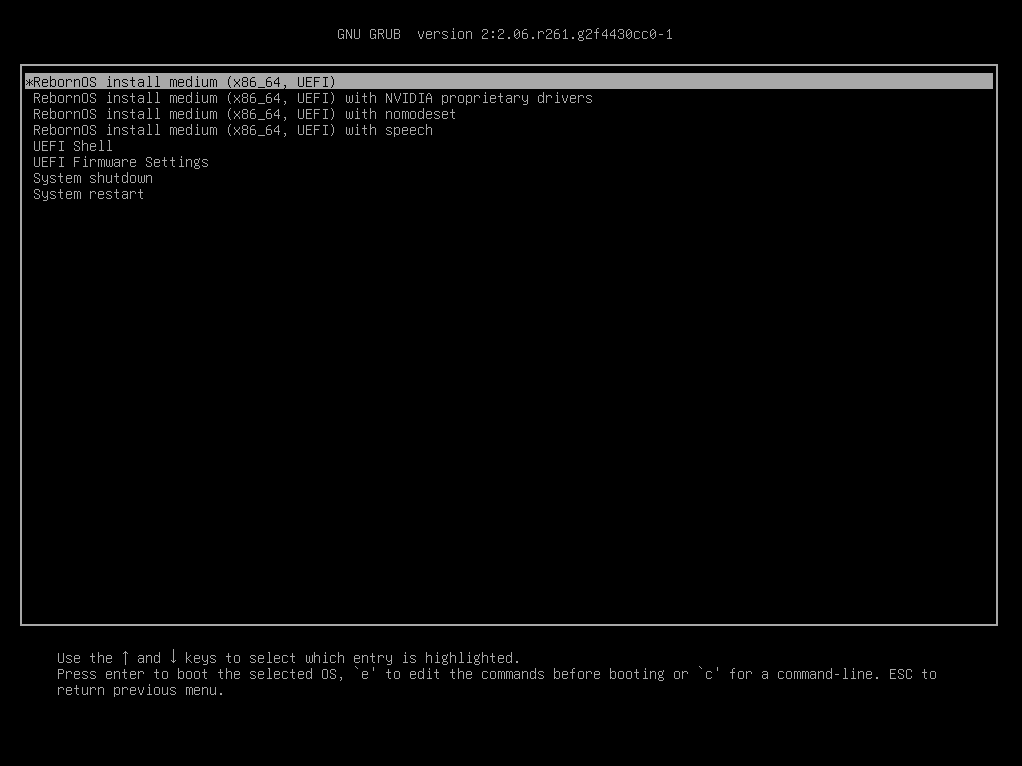 GNU GRUB  version 2:2.06.r261.g2f4430cc0-1
*RebornOS install medium (x86_64, UEFI)
RebornOS install medium (x86_64, UEFI) with NVIDIA proprietary drivers
RebornOS install medium (x86_64, UEFI) with nomodeset
RebornOS install medium (x86_64, UEFI) with speech
UEFI Shell
UEFI Firmware Settings
System shutdown
System restart
Use the ↑ and ↓ keys to select which entry is highlighted.
Press enter to boot the selected OS, `e' to edit the commands before booting or `c' for a command-line. ESC to
return previous menu.